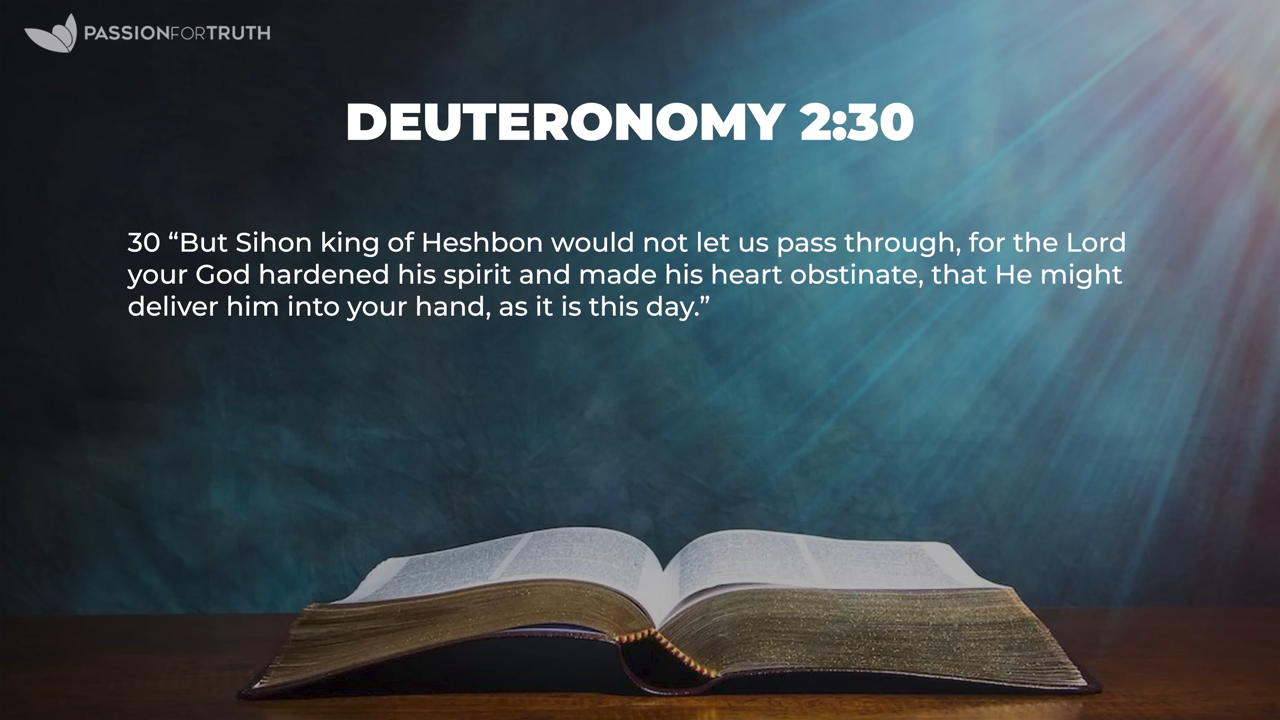 PASSIONFORTRUTH
DEUTERONOMY 2:30
30 “But Sihon king of Heshbon would not let us pass through, for the Lord
your God hardened his spirit and made his heart obstinate, that He might
deliver him into your hand, as it is this day.”